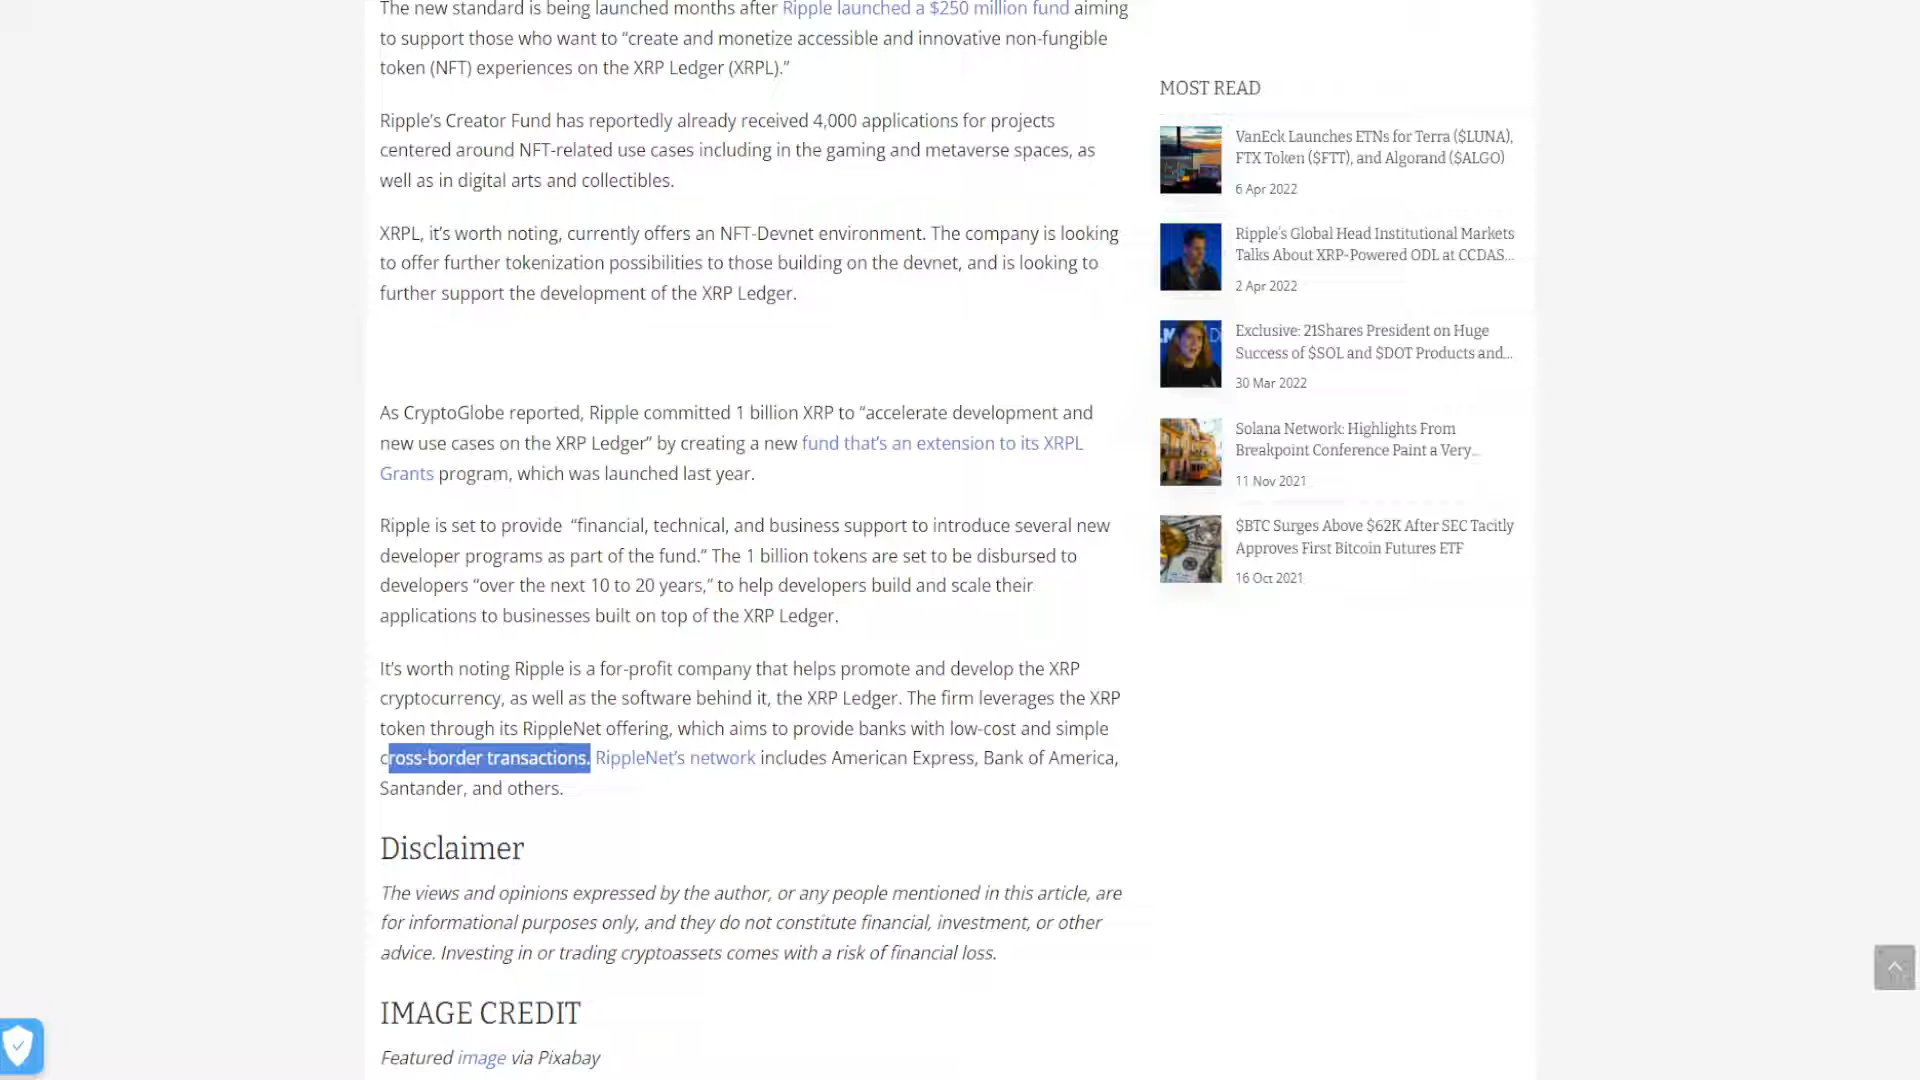 The new standard is being launched months after Ripple launched a $250 million fund aiming
to support those who want to “create and monetize accessible and innovative non-fungible
token (NFT) experiences on the XRP Ledger (XRPL).”
Ripple’s Creator Fund has reportedly already received 4,000 applications for projects
centered around NFT-related use cases including in the gaming and metaverse spaces, as
well as in digital arts and collectibles.
XRPL, it’s worth noting, currently offers an NFT-Devnet environment. The company is looking
to offer further tokenization possibilities to those building on the devnet, and is looking to
further support the development of the XRP Ledger.
As CryptoGlobe reported, Ripple committed 1 billion XRP to “accelerate development and
new use cases on the XRP Ledger” by creating a new fund that’s an extension to its XRPL
Grants program, which was launched last year.
Ripple is set to provide “financial, technical, and business support to introduce several new
developer programs as part of the fund.” The 1 billion tokens are set to be disbursed to
developers “over the next 10 to 20 years,” to help developers build and scale their
applications to businesses built on top of the XRP Ledger.
It’s worth noting Ripple is a for-profit company that helps promote and develop the XRP
cryptocurrency, as well as the software behind it, the XRP Ledger. The firm leverages the XRP
token through its RippleNet offering, which aims to provide banks with low-cost and simple
cross-border transactions. RippleNet’s network includes American Express, Bank of America,
Santander, and others.
Disclaimer
The views and opinions expressed by the author, or any people mentioned in this article, are
for informational purposes only, and they do not constitute financial, investment, or other
advice. Investing in or trading cryptoassets comes with a risk of financial loss.
IMAGE CREDIT
Featured image via Pixabay
MOST READ
VanEck Launches ETNs for Terra ($LUNA),
FTX Token ($FTT), and Algorand ($ALGO)
6 Apr 2022
Ripple’s Global Head Institutional Markets
Talks About XRP-Powered ODL at CCDAS...
2 Apr 2022
Exclusive: 21Shares President on Huge
Success of $SOL and $DOT Products and...
30 Mar 2022
Solana Network: Highlights From
Breakpoint Conference Paint a Very...
11 Nov 2021
$BTC Surges Above $62K After SEC Tacitly
Approves First Bitcoin Futures ETF
16 Oct 2021